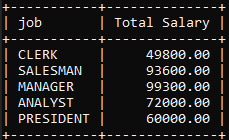 +-----------+--------------+
| job       | Total Salary |
+-----------+--------------+
| CLERK     |     49800.00 |
| SALESMAN  |     93600.00 |
| MANAGER   |     99300.00 |
| ANALYST   |     72000.00 |
| PRESIDENT |     60000.00 |
+-----------+--------------+